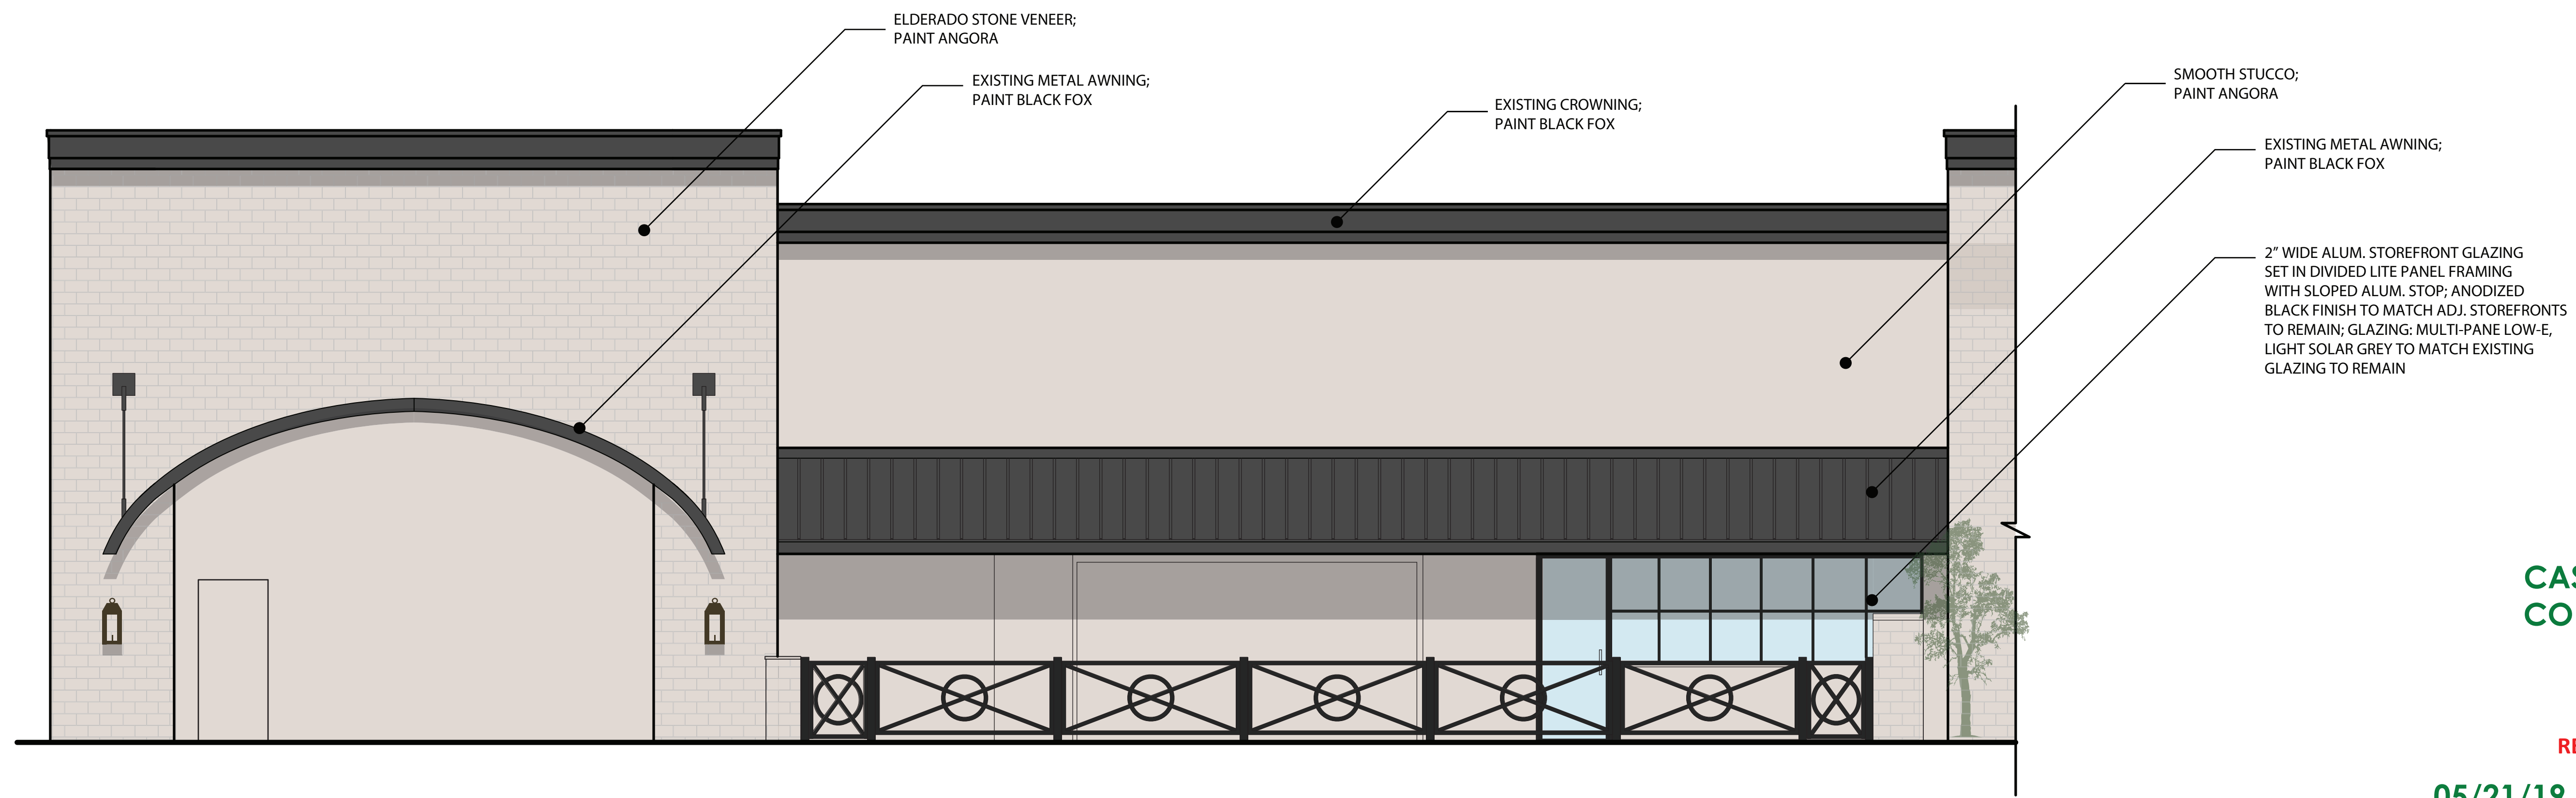 ELDERADO STONE VENEER;
PAINT ANGORA
EXISTING METAL AWNING;
PAINT BLACK FOX
EXISTING CROWNING;
PAINT BLACK FOX
SMOOTH STUCCO;
PAINT ANGORA
EXISTING METAL AWNING;
PAINT BLACK FOX
2” WIDE ALUM. STOREFRONT GLAZING
SET IN DIVIDED LITE PANEL FRAMING
WITH SLOPED ALUM. STOP; ANODIZED
BLACK FINISH TO MATCH ADJ. STOREFRONTS
TO REMAIN; GLAZING: MULTI-PANE LOW-E,
LIGHT SOLAR GREY TO MATCH EXISTING
GLAZING TO REMAIN
05/21/19